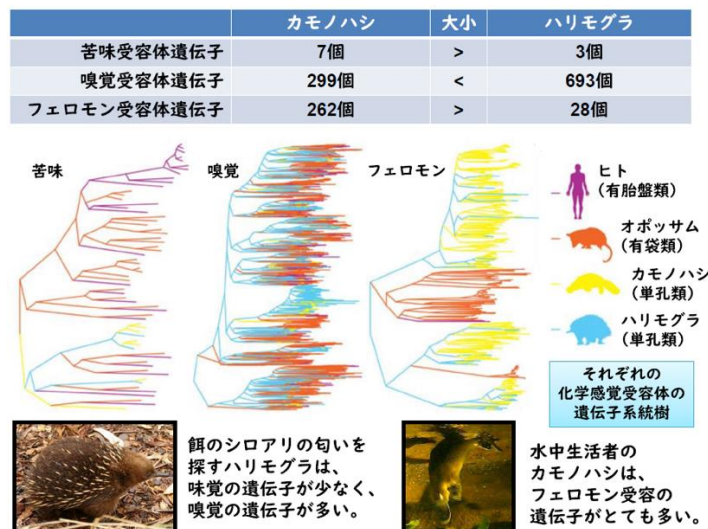 カモノハシ 大小 ハリモグラ
苦味受容体遺伝子 7個 > 3個
嗅覚受容体遺伝子 299個 < 693個
フェロモン受容体遺伝子 262個 > 28個
苦味 嗅覚 フェロモン
ヒト
(有胎盤類)
オポッサム
(有袋類)
カモノハシ
(単孔類)
ハリモグラ
(単孔類)
それぞれの
化学感覚受容体の
遺伝子系統樹
餌のシロアリの匂いを
探すハリモグラは、
味覚の遺伝子が少なく、
嗅覚の遺伝子が多い。
水中生活者の
カモノハシは、
フェロモン受容の
遺伝子がとても多い。